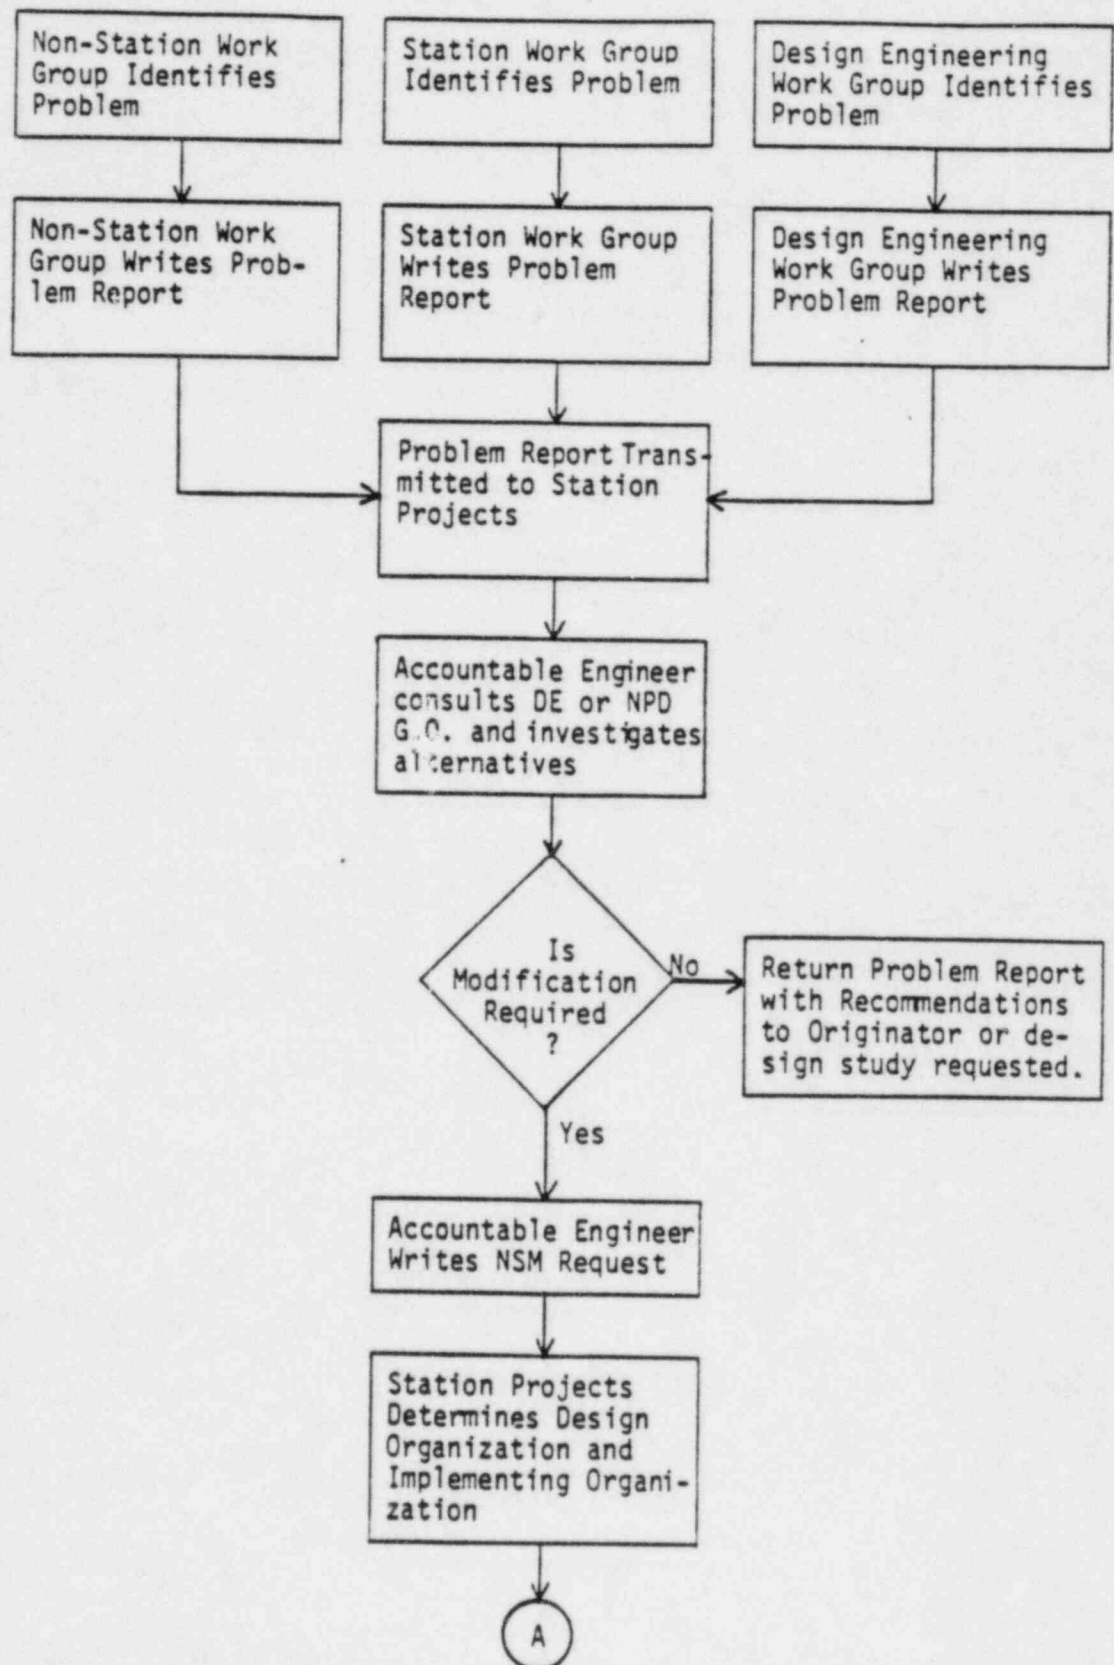 Non-Station Work
Group Identifies
Problem
Station Work Group
Identifies Problem
Design Engineering
Work Group Identifies
Problem
Non-Station Work
Group Writes Prob-
lem Report
Station Work Group
Writes Problem
Report
Design Engineering
Work Group Writes
Problem Report
Problem Report Trans-
mitted to Station
Projects
Accountable Engineer
consults DE or NPD
G.O. and investigates
alternatives
Is
Modification
Required
?
No
Return Problem Report
with Recommendations
to Originator or de-
sign study requested.
Yes
Accountable Engineer
Writes NSM Request
Station Projects
Determines Design
Organization and
Implementing Organi-
zation
A